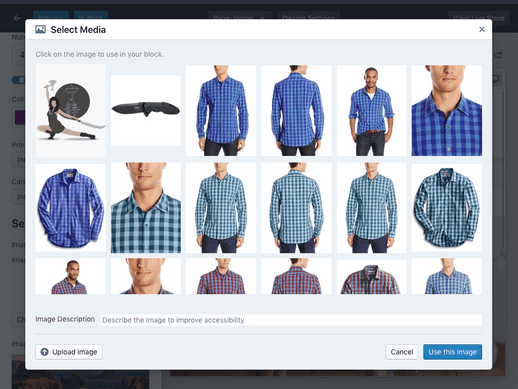 Page: Home
Design Settings
View Live Store
Select Media
×
Click on the image to use in your block.
Image Description
Describe the image to improve accessibility
Upload image
Cancel
Use this image